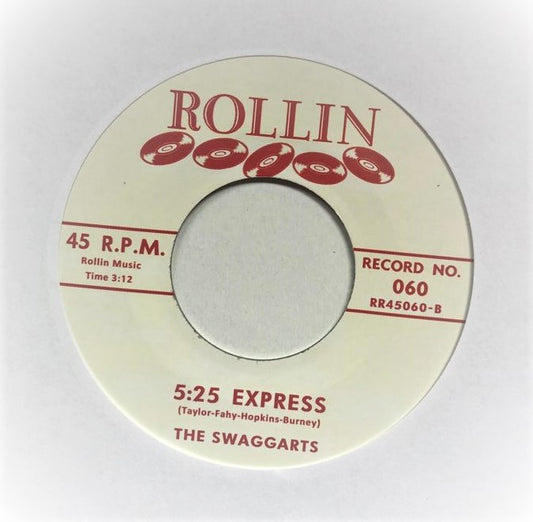 ROLLIN
45 R.P.M.
Rollin Music
Time 3:12
RECORD NO.
060
RR45060-B
5:25 EXPRESS
(Taylor-Fahy-Hopkins-Burney)
THE SWAGGARTS